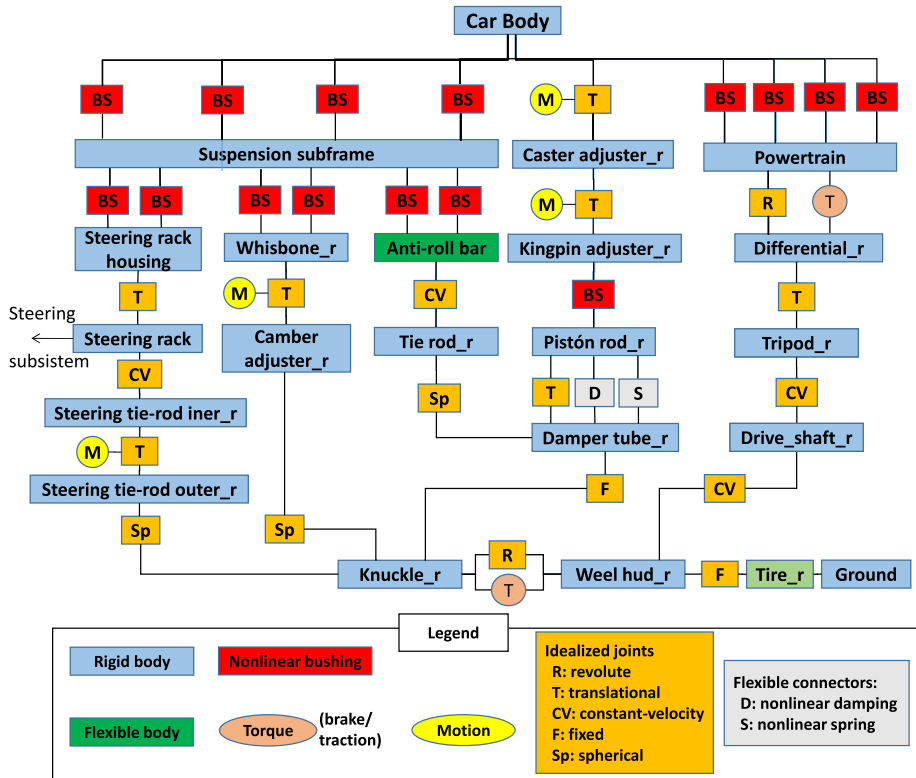 Car Body
BS BS BS BS M T BS BS BS BS
Suspension subframe Caster adjuster_r Powertrain
BS BS BS BS BS BS M T R T
Steering rack
housing
Whisbone_r Anti-roll bar Kingpin adjuster_r Differential_r
T M T CV BS T
Steering
subsistem
Steering rack Camber
adjuster_r
Tie rod_r Pistón rod_r Tripod_r
CV Sp T D S CV
Steering tie-rod iner_r Damper tube_r Drive_shaft_r
M T
Steering tie-rod outer_r F CV
Sp Sp
R
Knuckle_r Weel hud_r F Tire_r Ground
T
Legend
Rigid body Nonlinear bushing
Flexible body Torque (brake/
traction) Motion
Idealized joints
R: revolute
T: translational
CV: constant-velocity
F: fixed
Sp: spherical
Flexible connectors:
D: nonlinear damping
S: nonlinear spring